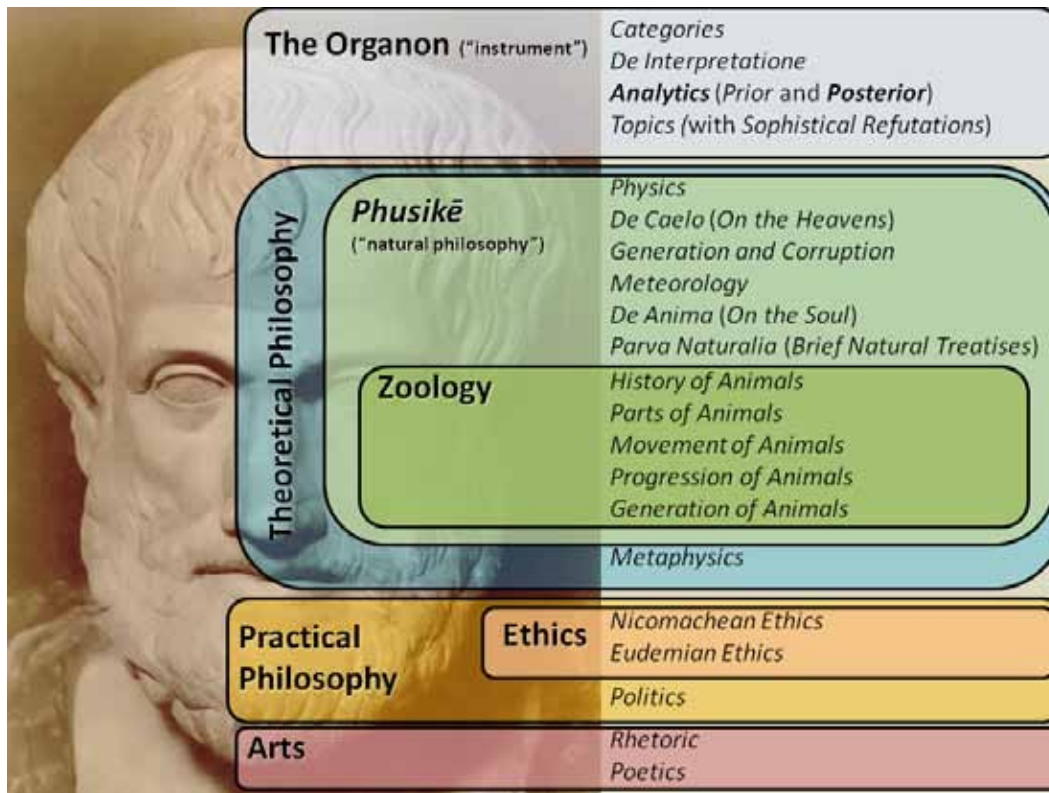 The Organon ("instrument")
Categories
De Interpretatione
Analytics (Prior and Posterior)
Topics (with Sophistical Refutations)
Theoretical Philosophy
Phusikē
("natural philosophy")
Physics
De Caelo (On the Heavens)
Generation and Corruption
Meteorology
De Anima (On the Soul)
Parva Naturalia (Brief Natural Treatises)
Zoology
History of Animals
Parts of Animals
Movement of Animals
Progression of Animals
Generation of Animals
Metaphysics
Practical
Philosophy
Ethics
Nicomachean Ethics
Eudemian Ethics
Politics
Arts
Rhetoric
Poetics